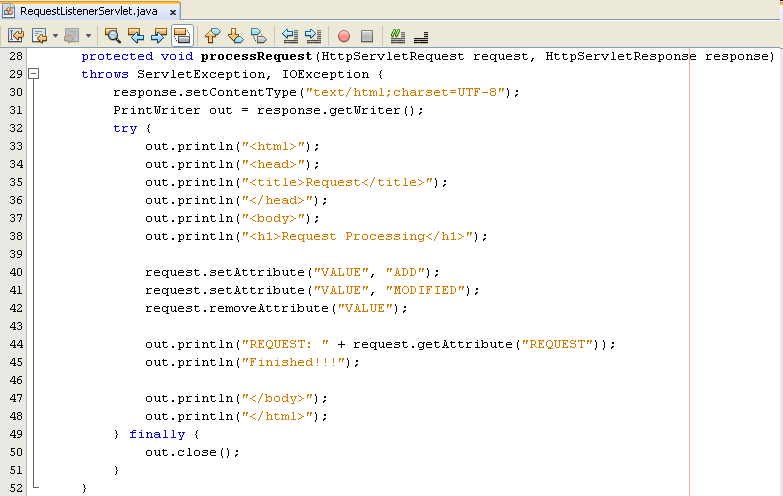 RequestListenerServlet.java x
28 protected void processRequest(HttpServletRequest request, HttpServletResponse response)
29 throws ServletException, IOException {
30 response.setContentType("text/html;charset=UTF-8");
31 PrintWriter out = response.getWriter();
32 try {
33 out.println("<html>");
34 out.println("<head>");
35 out.println("<title>Request</title>");
36 out.println("</head>");
37 out.println("<body>");
38 out.println("<h1>Request Processing</h1>");
39
40 request.setAttribute("VALUE", "ADD");
41 request.setAttribute("VALUE", "MODIFIED");
42 request.removeAttribute("VALUE");
43
44 out.println("REQUEST: " + request.getAttribute("REQUEST"));
45 out.println("Finished!!!");
46
47 out.println("</body>");
48 out.println("</html>");
49 } finally {
50 out.close();
51 }
52 }